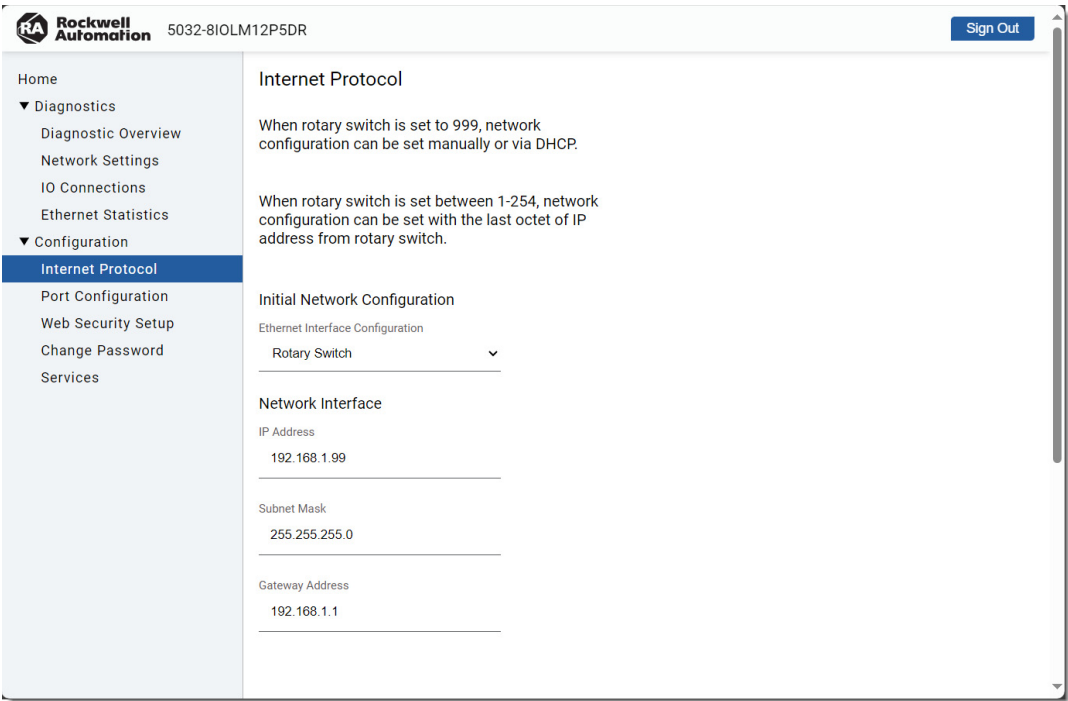 RA Rockwell Automation 5032-8IOLM12P5DR Sign Out
Home
▼ Diagnostics
Diagnostic Overview
Network Settings
IO Connections
Ethernet Statistics
▼ Configuration
Internet Protocol
Port Configuration
Web Security Setup
Change Password
Services
Internet Protocol
When rotary switch is set to 999, network
configuration can be set manually or via DHCP.
When rotary switch is set between 1-254, network
configuration can be set with the last octet of IP
address from rotary switch.
Initial Network Configuration
Ethernet Interface Configuration
Rotary Switch
Network Interface
IP Address
192.168.1.99
Subnet Mask
255.255.255.0
Gateway Address
192.168.1.1